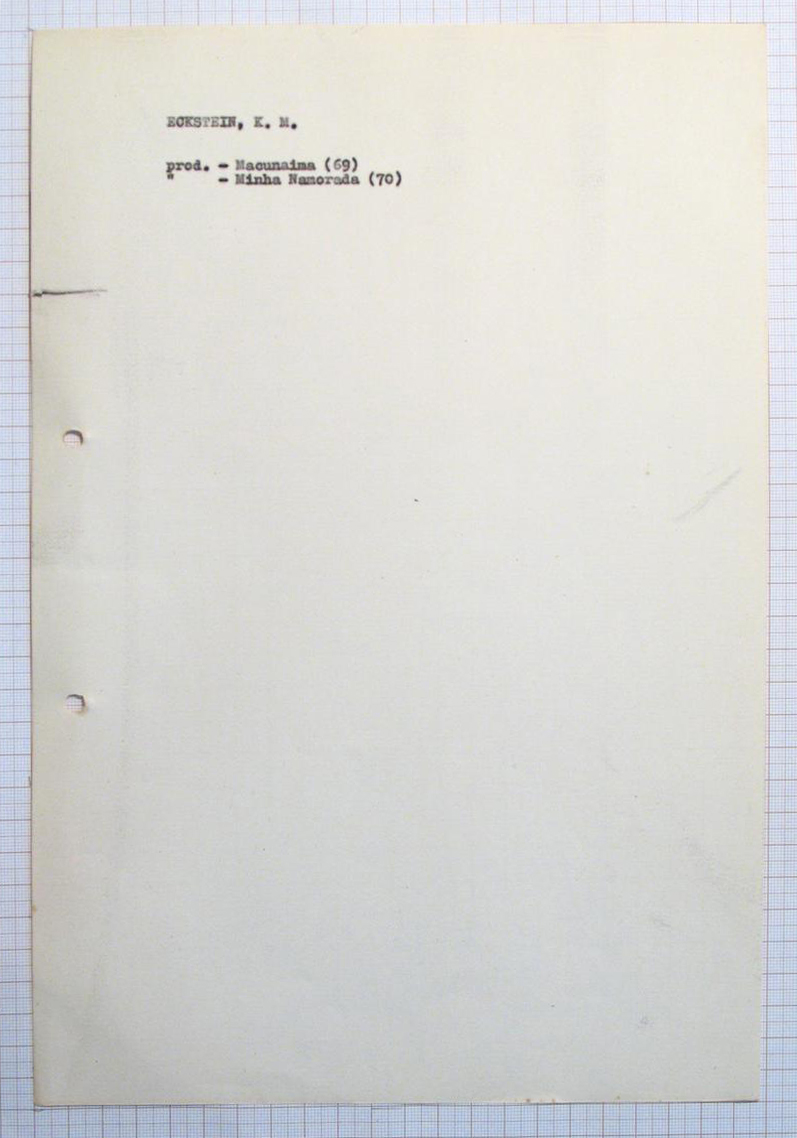 ECKSTEIN, K. M.
prod. - Macunaima (69)
" - Minha Namorada (70)